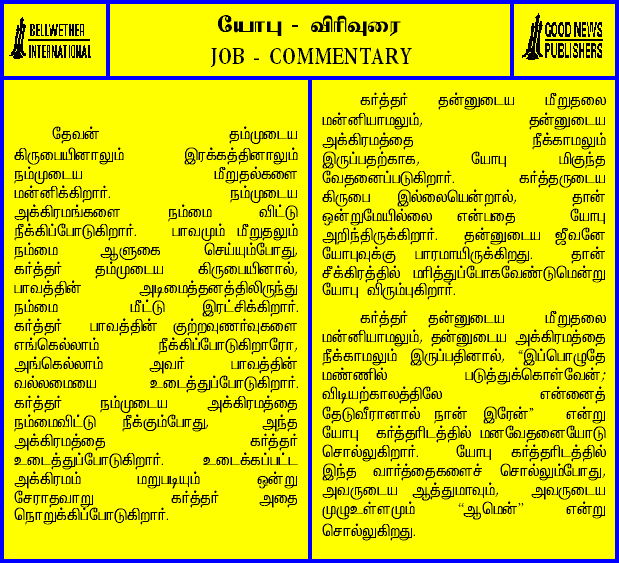 BELLWETHER
INTERNATIONAL
யோபு - விரிவுரை
JOB - COMMENTARY
GOOD NEWS
PUBLISHERS
தேவன் தம்முடைய
கிருபையினாலும் இரக்கத்தினாலும்
நம்முடைய மீறுதல்களை
மன்னிக்கிறார். நம்முடைய
அக்கிரமங்களை நம்மை விட்டு
நீக்கிப்போடுகிறார். பாவமும் மீறுதலும்
நம்மை ஆளுகை செய்யும்போது,
கர்த்தர் தம்முடைய கிருபையினால்,
பாவத்தின் அடிமைத்தனத்திலிருந்து
நம்மை மீட்டு இரட்சிக்கிறார்.
கர்த்தர் பாவத்தின் குற்றவுணர்வுகளை
எங்கெல்லாம் நீக்கிப்போடுகிறாரோ,
அங்கெல்லாம் அவர் பாவத்தின்
வல்லமையை உடைத்துப்போடுகிறார்.
கர்த்தர் நம்முடைய அக்கிரமத்தை
நம்மைவிட்டு நீக்கும்போது, அந்த
அக்கிரமத்தை கர்த்தர்
உடைத்துப்போடுகிறார். உடைக்கப்பட்ட
அக்கிரமம் மறுபடியும் ஒன்று
சேராதவாறு கர்த்தர் அதை
நொறுக்கிப்போடுகிறார்.
கர்த்தர் தன்னுடைய மீறுதலை
மன்னியாமலும், தன்னுடைய
அக்கிரமத்தை நீக்காமலும்
இருப்பதற்காக, யோபு மிகுந்த
வேதனைப்படுகிறார். கர்த்தருடைய
கிருபை இல்லையென்றால், தான்
ஒன்றுமேயில்லை என்பதை யோபு
அறிந்திருக்கிறார். தன்னுடைய ஜீவனே
யோபுவுக்கு பாரமாயிருக்கிறது. தான்
சீக்கிரத்தில் மரித்துப்போகவேண்டுமென்று
யோபு விரும்புகிறார்.
கர்த்தர் தன்னுடைய மீறுதலை
மன்னியாமலும், தன்னுடைய அக்கிரமத்தை
நீக்காமலும் இருப்பதினால், "இப்பொழுதே
மண்ணில் படுத்துக்கொள்வேன்;
விடியற்காலத்திலே என்னைத்
தேடுவீரானால் நான் இரேன்" என்று
யோபு கர்த்தரிடத்தில் மனவேதனையோடு
சொல்லுகிறார். யோபு கர்த்தரிடத்தில்
இந்த வார்த்தைகளைச் சொல்லும்போது,
அவருடைய ஆத்துமாவும், அவருடைய
முழுஉள்ளமும் "ஆமென்" என்று
சொல்லுகிறது.